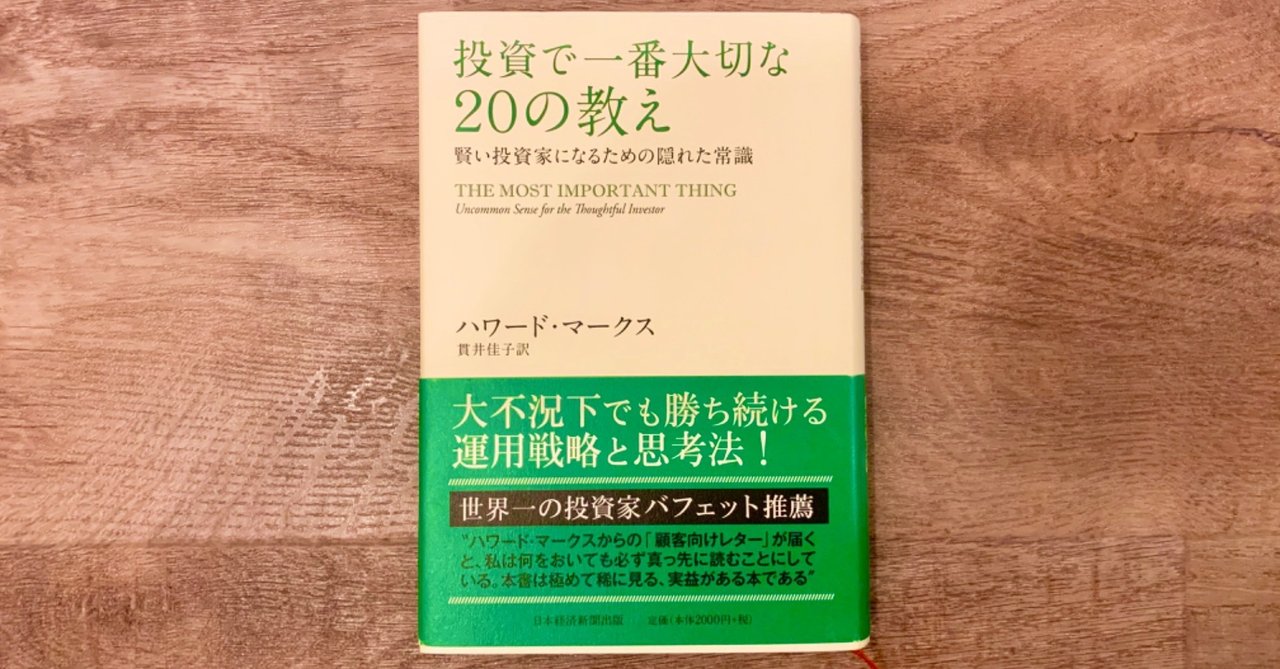 投資で一番大切な
20の教え
賢い投資家になるための隠れた常識
THE MOST IMPORTANT THING
Uncommon Sense for the Thoughtful Investor
ハワード・マークス
貫井佳子訳
大不況下でも勝ち続ける
運用戦略と思考法!
世界一の投資家バフェット推薦
"ハワード・マークスからの「顧客向けレター」が届く
と、私は何をおいても必ず真っ先に読むことにして
いる。本書は極めて稀に見る、実益がある本である"
日本経済新聞出版 定価(本体2000円+税)